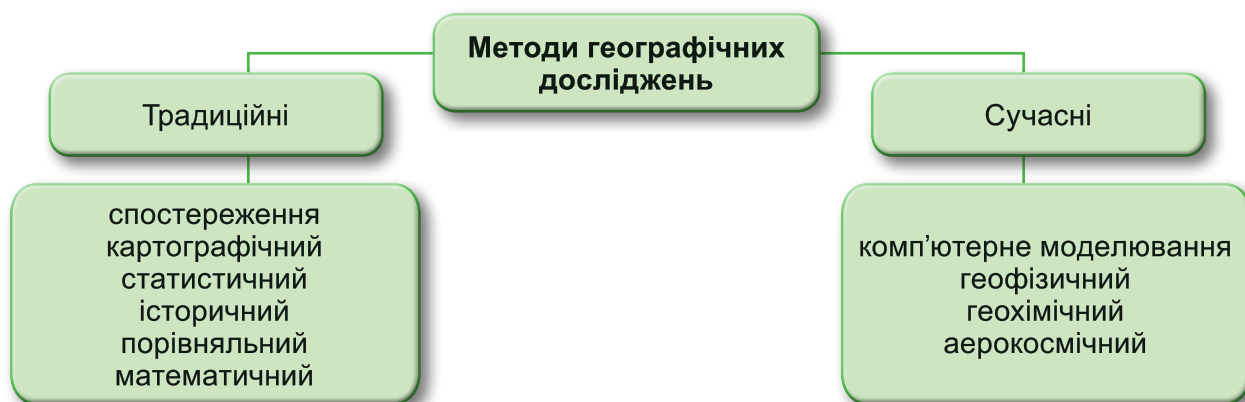 Методи географічних
досліджень
Традиційні
Сучасні
спостереження
картографічний
статистичний
історичний
порівняльний
математичний
комп’ютерне моделювання
геофізичний
геохімічний
аерокосмічний